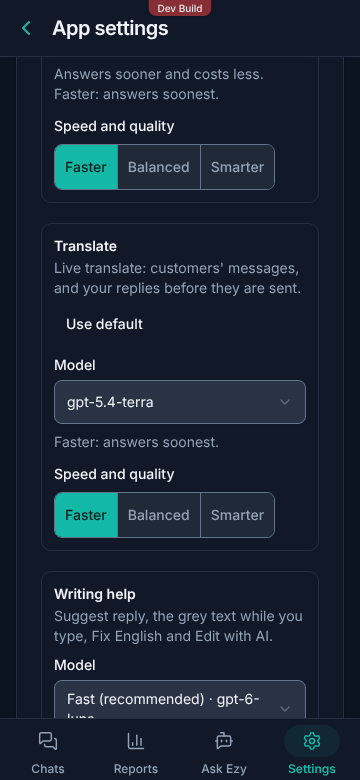 Dev Build
App settings
Answers sooner and costs less.
Faster: answers soonest.
Speed and quality
Faster
Balanced
Smarter
Translate
Live translate: customers' messages,
and your replies before they are sent.
Use default
Model
gpt-5.4-terra
Faster: answers soonest.
Speed and quality
Faster
Balanced
Smarter
Writing help
Suggest reply, the grey text while you
type, Fix English and Edit with AI.
Model
Fast (recommended) · gpt-6-
Chats
Reports
Ask Ezy
Settings